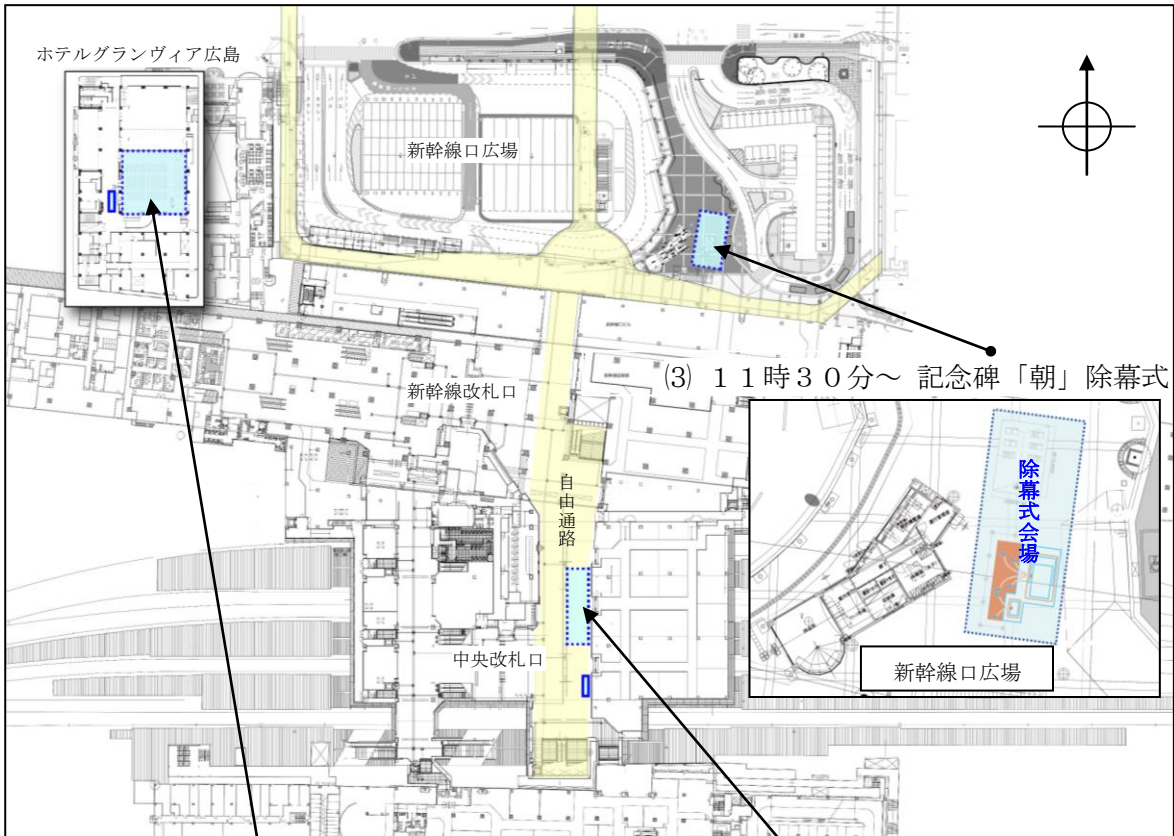 ホテルグランヴィア広島
新幹線口広場
⑶ 11時30分~ 記念碑「朝」除幕式
新幹線改札口
自由通路
除幕式会場
中央改札口
新幹線口広場